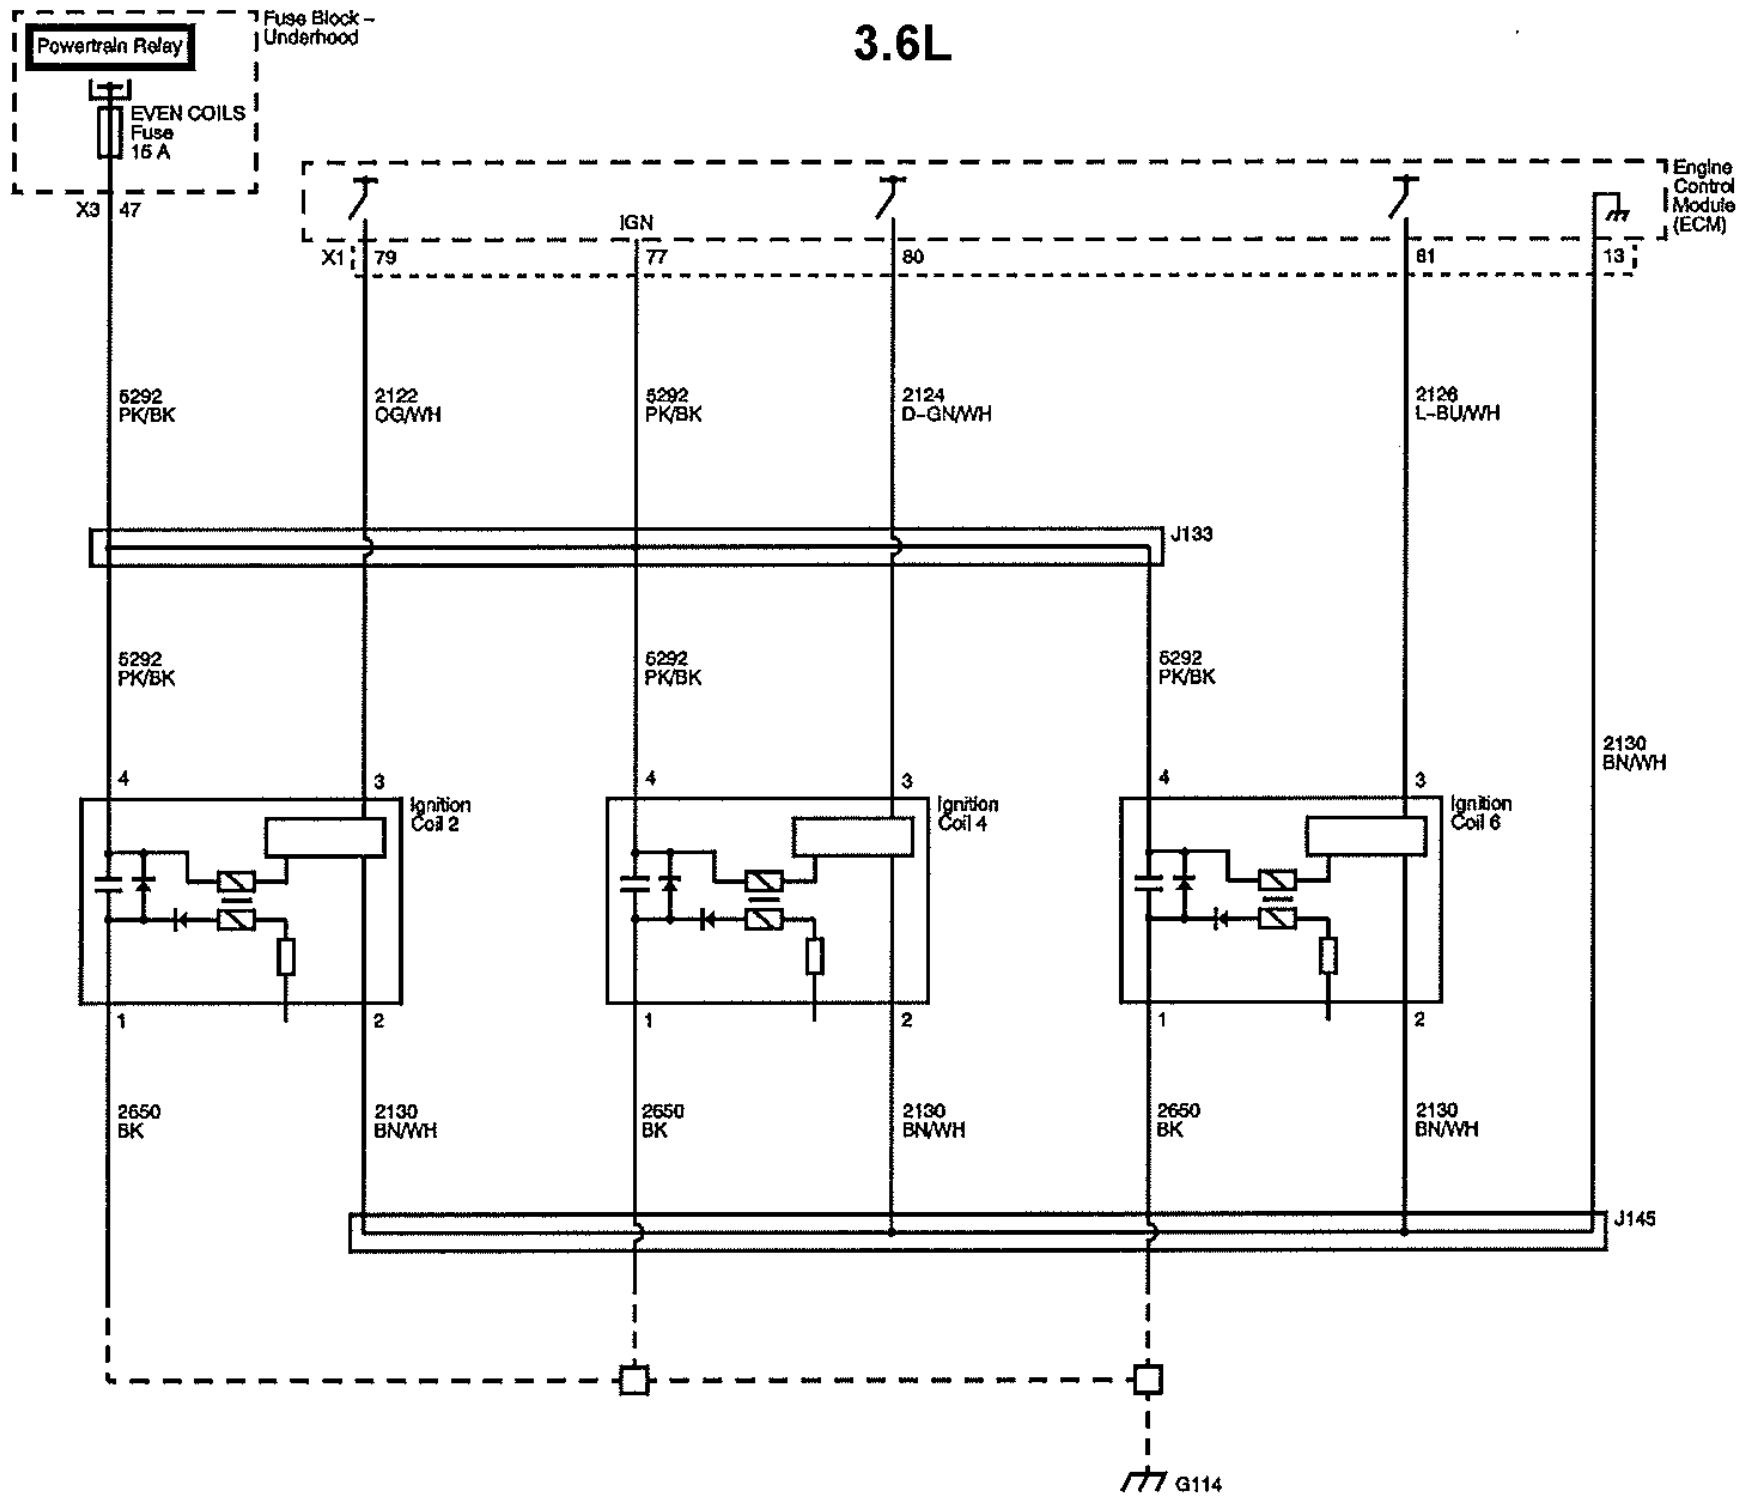 3.6L
Powertrain Relay
Fuse Block –
Underhood
EVEN COILS
Fuse
15 A
X3 47
Engine
Control
Module
(ECM)
IGN
X1 79 77 80 81 13
5292 2122 5292 2124 2126
PK/BK OG/WH PK/BK D-GN/WH L-BU/WH
J133
5292 5292 5292
PK/BK PK/BK PK/BK
2130
BN/WH
4 3 4 3 4 3
Ignition Ignition Ignition
Coil 2 Coil 4 Coil 6
1 2 1 2 1 2
2650 2130 2650 2130 2650 2130
BK BN/WH BK BN/WH BK BN/WH
J145
G114